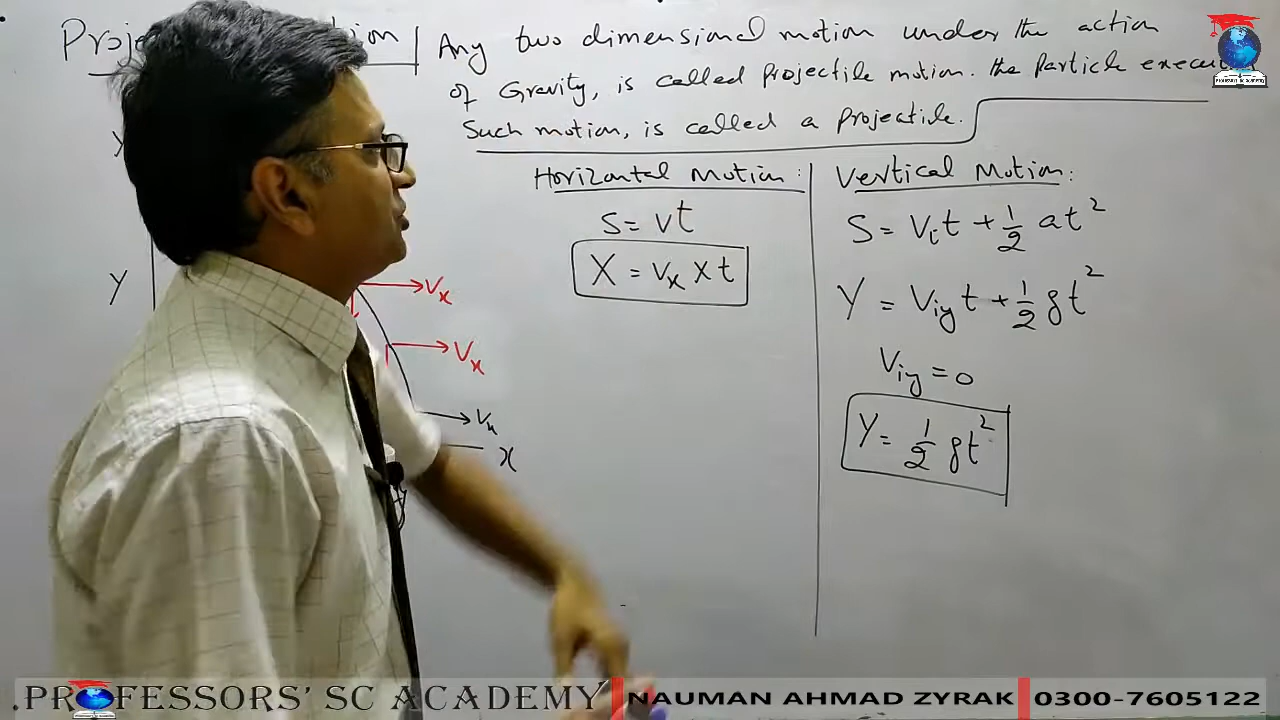 Any two dimensional motion under the action
of Gravity, is called projectile motion. the particle
Such motion, is called a projectile.
Horizontal Motion:
S = vt
X = Vx X t
Vertical Motion:
S = Vit + 1/2 at²
Y = Viyt + 1/2 gt²
Viy = 0
Y = 1/2 gt²
Y
Vx
Vx
Vx
X
.PROFESSORS' SC ACADEMY
NAUMAN AHMAD ZYRAK
0300-7605122